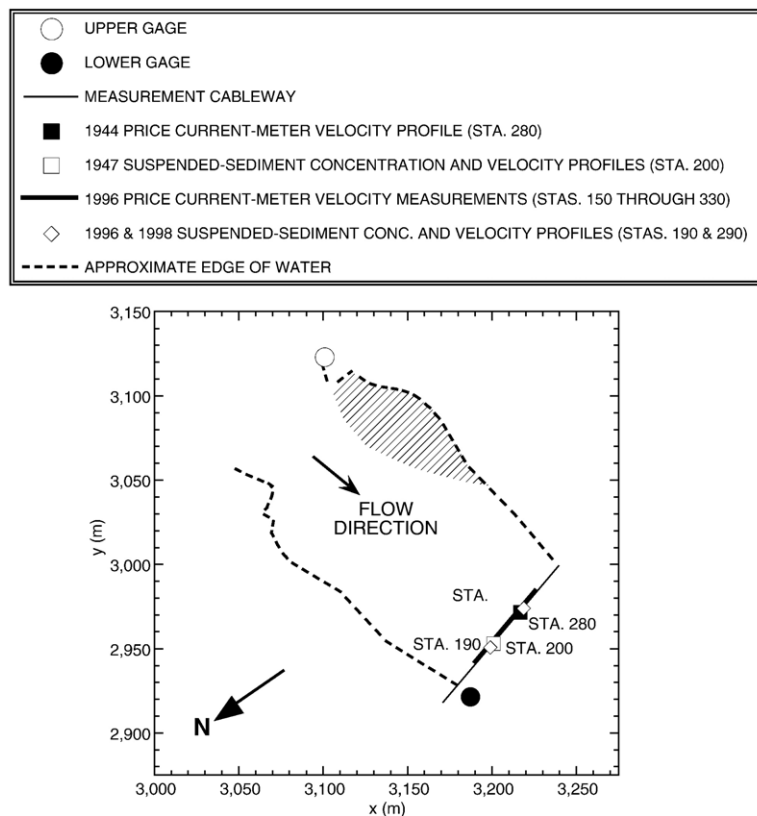 UPPER GAGE
LOWER GAGE
MEASUREMENT CABLEWAY
1944 PRICE CURRENT-METER VELOCITY PROFILE (STA. 280)
1947 SUSPENDED-SEDIMENT CONCENTRATION AND VELOCITY PROFILES (STA. 200)
1996 PRICE CURRENT-METER VELOCITY MEASUREMENTS (STAS. 150 THROUGH 330)
1996 & 1998 SUSPENDED-SEDIMENT CONC. AND VELOCITY PROFILES (STAS. 190 & 290)
APPROXIMATE EDGE OF WATER
3,150
3,100
3,050
3,000
2,950
2,900
y (m)
FLOW
DIRECTION
STA.
STA. 280
STA. 190
STA. 200
N
3,000
3,050
3,100
3,150
3,200
3,250
x (m)